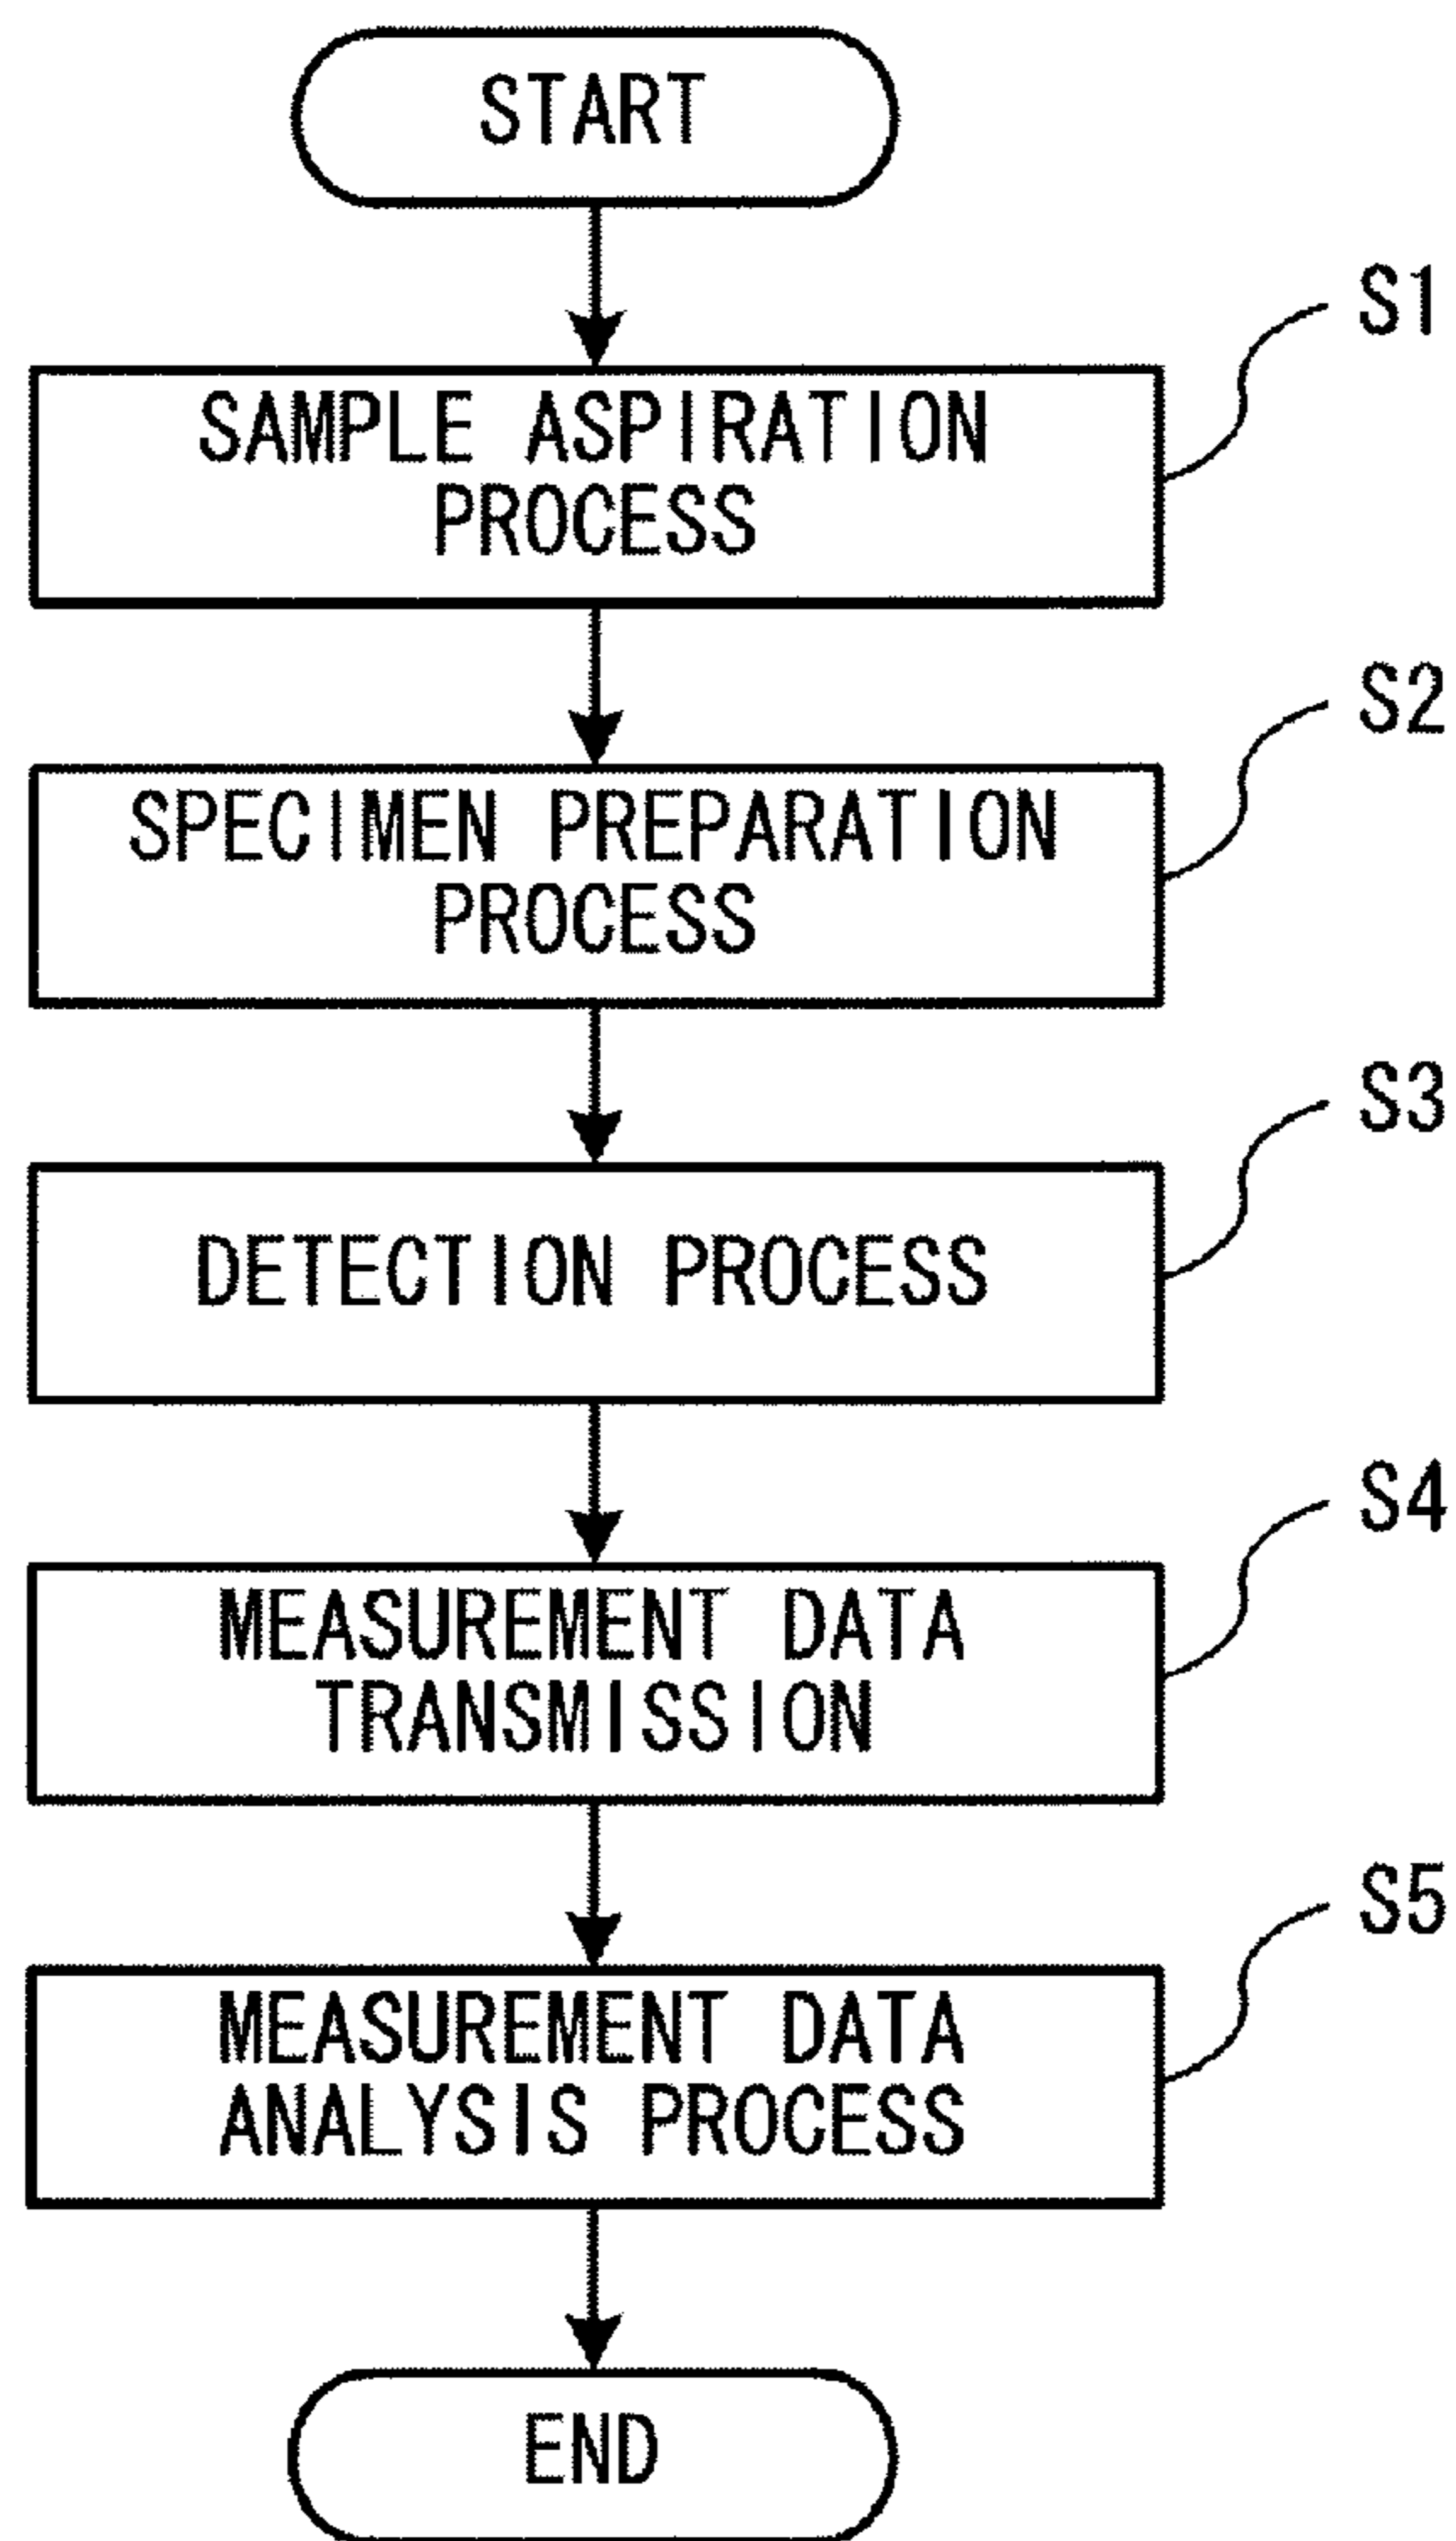 START
S1
SAMPLE ASPIRATION
PROCESS
S2
SPECIMEN PREPARATION
PROCESS
S3
DETECTION PROCESS
S4
MEASUREMENT DATA
TRANSMISSION
S5
MEASUREMENT DATA
ANALYSIS PROCESS
END